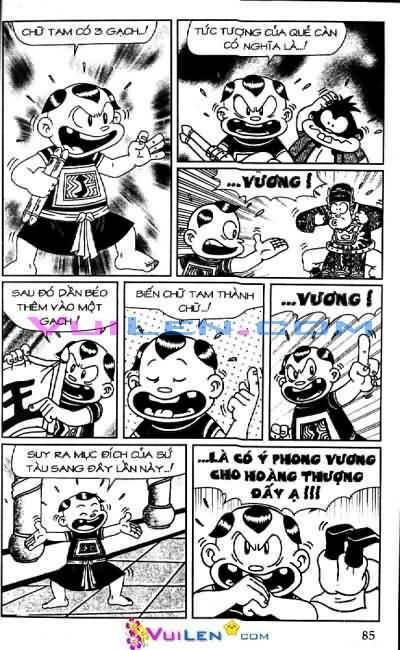 CHỮ TAM CÓ 3 GẠCH..!
TỨC TƯỢNG CỦA QUẺ CÀN
CÓ NGHĨA LÀ...!
...VƯƠNG !
SAU ĐÓ DẦN BÉO
THÊM VÀO MỘT
GẠCH..!
BIẾN CHỮ TAM THÀNH
CHỮ...!
...VƯƠNG !
VUILEN.COM
王
SUY RA MỤC ĐÍCH CỦA SỨ
TÀU SANG ĐÂY LẦN NÀY...!
...LÀ CÓ Ý PHONG VƯƠNG
CHO HOÀNG THƯỢNG
ĐẤY Ạ !!!
VUILEN.COM
85